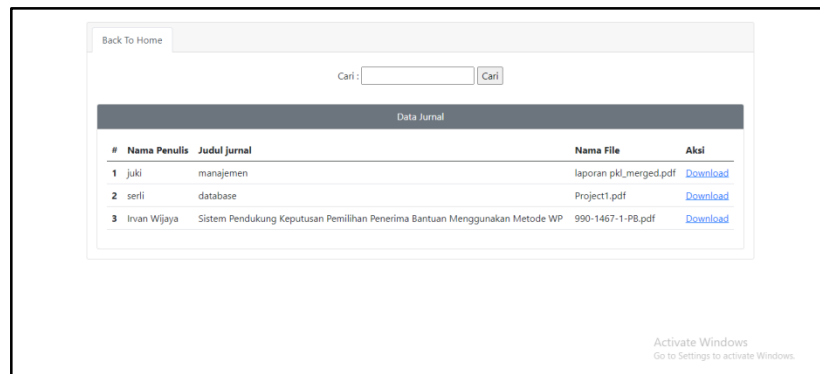 Back To Home
Cari : Cari
Data Jurnal
# Nama Penulis Judul jurnal Nama File Aksi
1 juki manajemen laporan pkl_merged.pdf Download
2 serli database Project1.pdf Download
3 Irvan Wijaya Sistem Pendukung Keputusan Pemilihan Penerima Bantuan Menggunakan Metode WP 990-1467-1-PB.pdf Download
Activate Windows
Go to Settings to activate Windows.